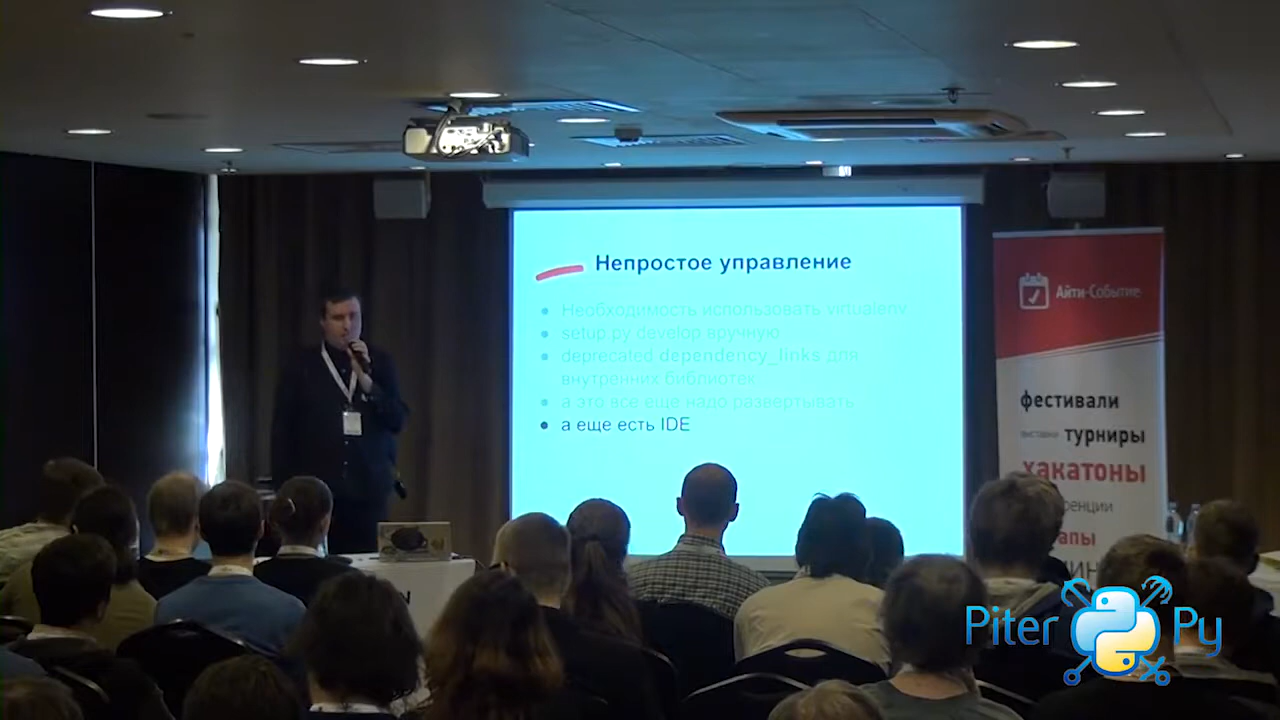 Непростое управление
Необходимость использовать virtualenv
setup.py develop вручную
deprecated dependency_links для
внутренних библиотек
а это все еще надо развертывать
а еще есть IDE
Айти-Событие
фестивали
выставки турниры
хакатоны
Piter Py